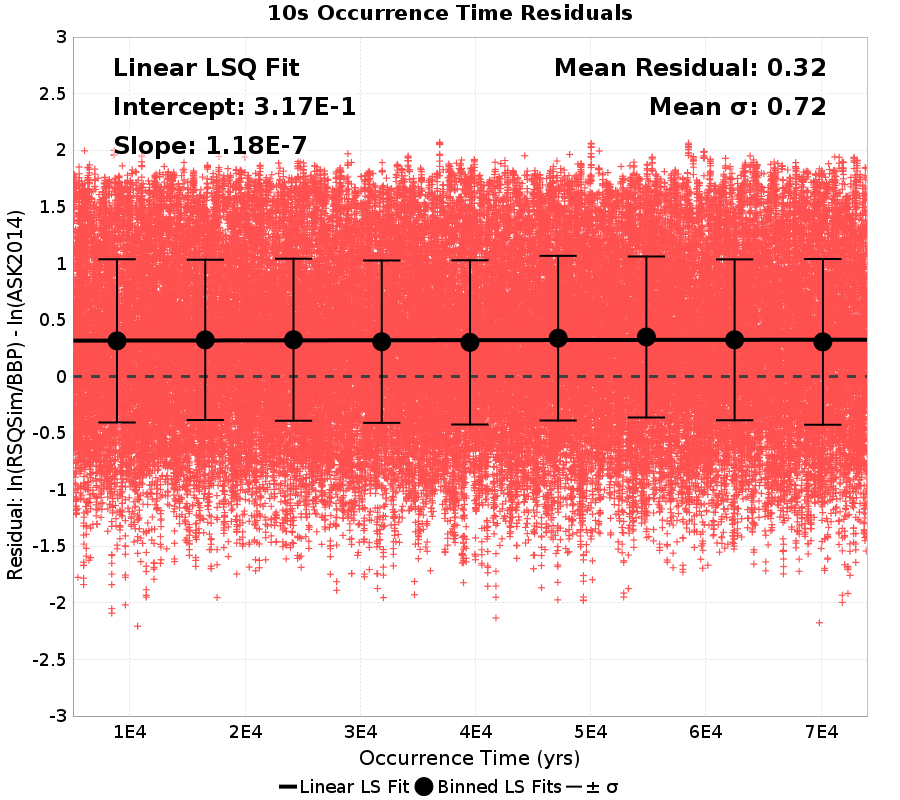 10s Occurrence Time Residuals
Linear LSQ Fit
Intercept: 3.17E-1
Slope: 1.18E-7
Mean Residual: 0.32
Mean σ: 0.72
Residual: ln(RSQSim/BBP) - ln(ASK2014)
3
2.5
2
1.5
1
0.5
0
-0.5
-1
-1.5
-2
-2.5
-3
1E4 2E4 3E4 4E4 5E4 6E4 7E4
Occurrence Time (yrs)
Linear LS Fit Binned LS Fits ± σ